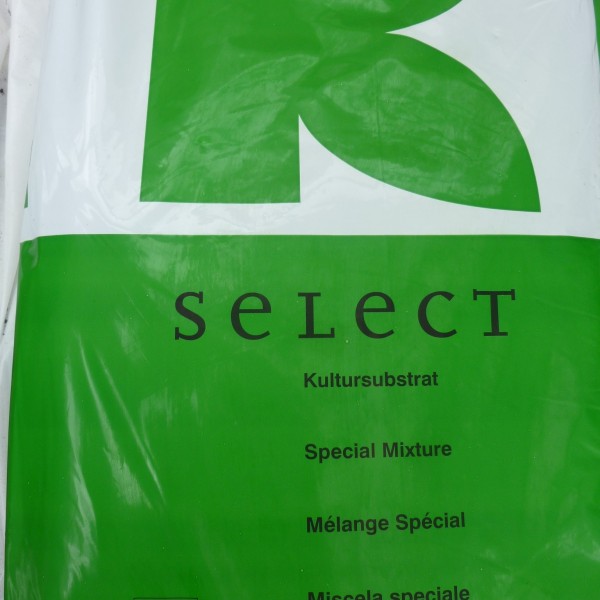 K
SeLecT
Kultursubstrat
Special Mixture
Mélange Spécial
Miscela speciale